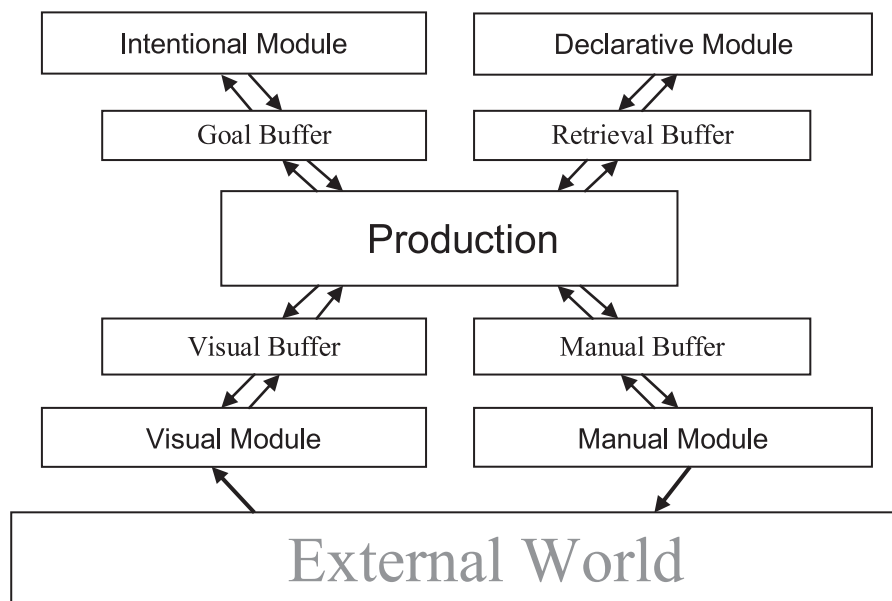 Intentional Module
Declarative Module
Goal Buffer
Retrieval Buffer
Production
Visual Buffer
Manual Buffer
Visual Module
Manual Module
External World